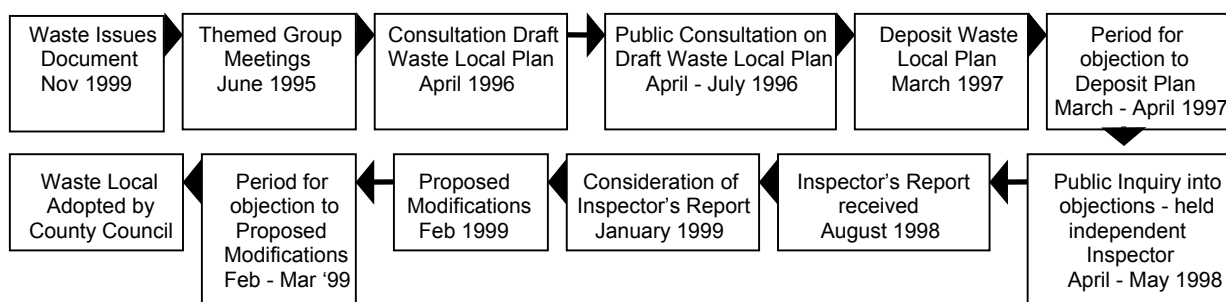 Waste Issues
Document
Nov 1999
Themed Group
Meetings
June 1995
Consultation Draft
Waste Local Plan
April 1996
Public Consultation on
Draft Waste Local Plan
April - July 1996
Deposit Waste
Local Plan
March 1997
Period for
objection to
Deposit Plan
March - April 1997
Public Inquiry into
objections - held
independent
Inspector
April - May 1998
Inspector's Report
received
August 1998
Consideration of
Inspector's Report
January 1999
Proposed
Modifications
Feb 1999
Period for
objection to
Proposed
Modifications
Feb - Mar ‘99
Waste Local
Adopted by
County Council